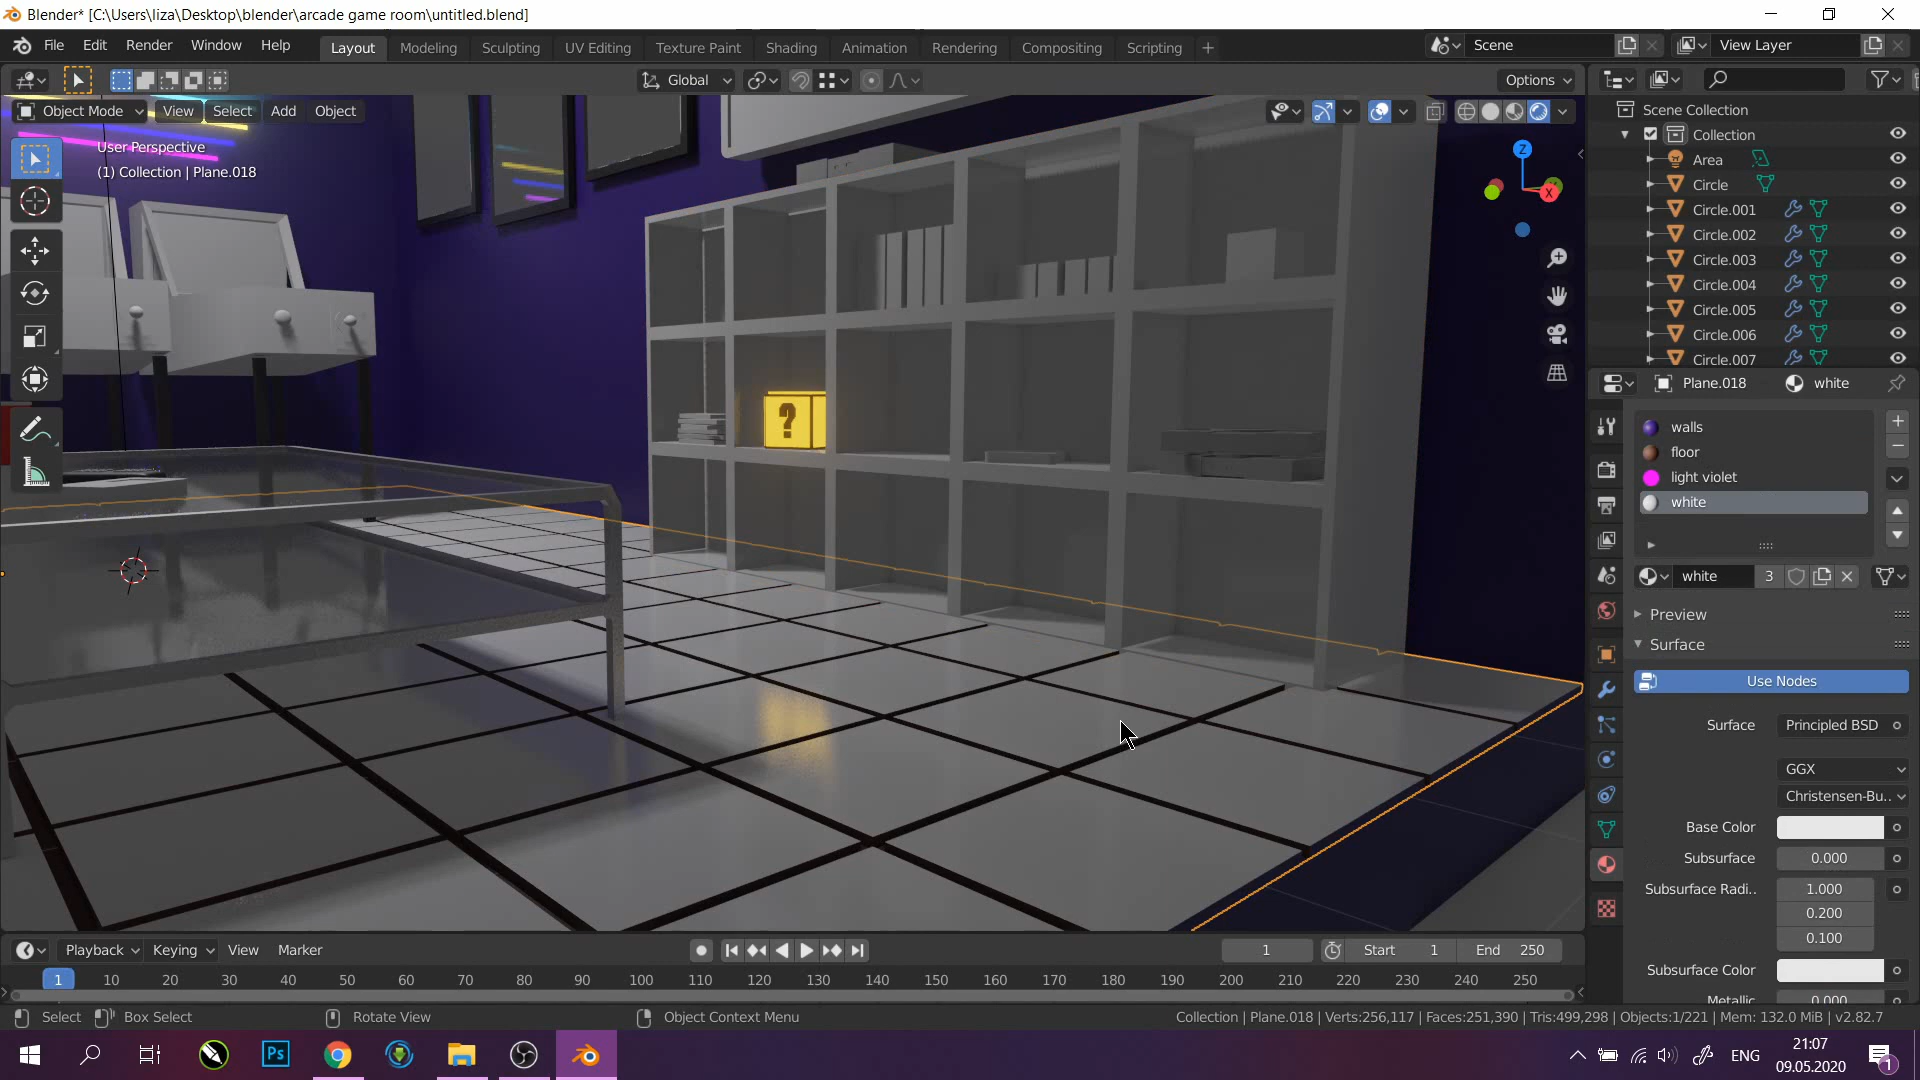 Blender* [C:\Users\liza\Desktop\blender\arcade game room\untitled.blend]
File Edit Render Window Help
Layout Modeling Sculpting UV Editing Texture Paint Shading Animation Rendering Compositing Scripting +
Scene
View Layer
Global
Options
Object Mode View Select Add Object
User Perspective
(1) Collection | Plane.018
Z
X
Y
?
Scene Collection
Collection
Area
Circle
Circle.001
Circle.002
Circle.003
Circle.004
Circle.005
Circle.006
Circle.007
Plane.018 white
walls
floor
light violet
white
white 3
Preview
Surface
Use Nodes
Surface Principled BSD
GGX
Christensen-Bu..
Base Color
Subsurface 0.000
Subsurface Radi.. 1.000
0.200
0.100
Subsurface Color
Metallic 0.000
Playback Keying View Marker
1 Start 1 End 250
1 10 20 30 40 50 60 70 80 90 100 110 120 130 140 150 160 170 180 190 200 210 220 230 240 250
Select Box Select Rotate View Object Context Menu
Collection | Plane.018 | Verts:256,117 | Faces:251,390 | Tris:499,298 | Objects:1/221 | Mem: 132.0 MiB | v2.82.7
Ps
ENG
21:07
09.05.2020
1